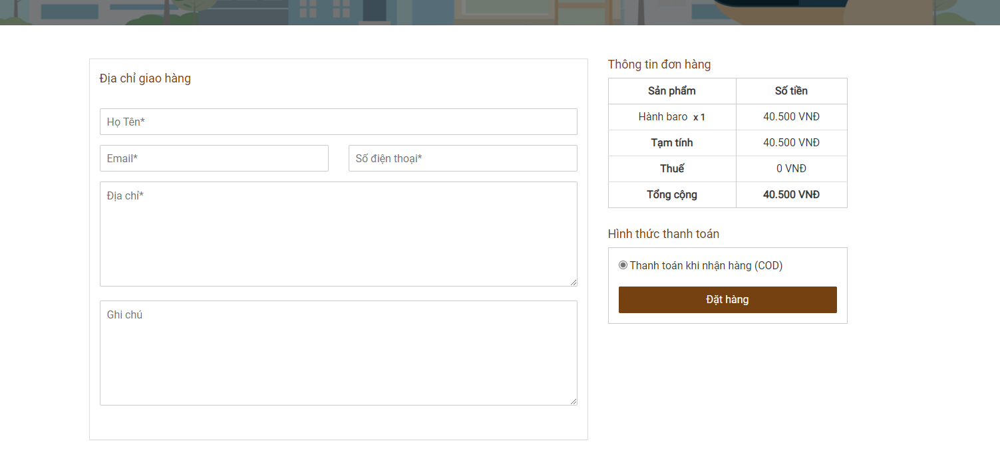 Địa chỉ giao hàng
Họ Tên*
Email*
Số điện thoại*
Địa chỉ*
Ghi chú
Thông tin đơn hàng
Sản phẩm Số tiền
Hành baro x 1 40.500 VNĐ
Tạm tính 40.500 VNĐ
Thuế 0 VNĐ
Tổng cộng 40.500 VNĐ
Hình thức thanh toán
Thanh toán khi nhận hàng (COD)
Đặt hàng